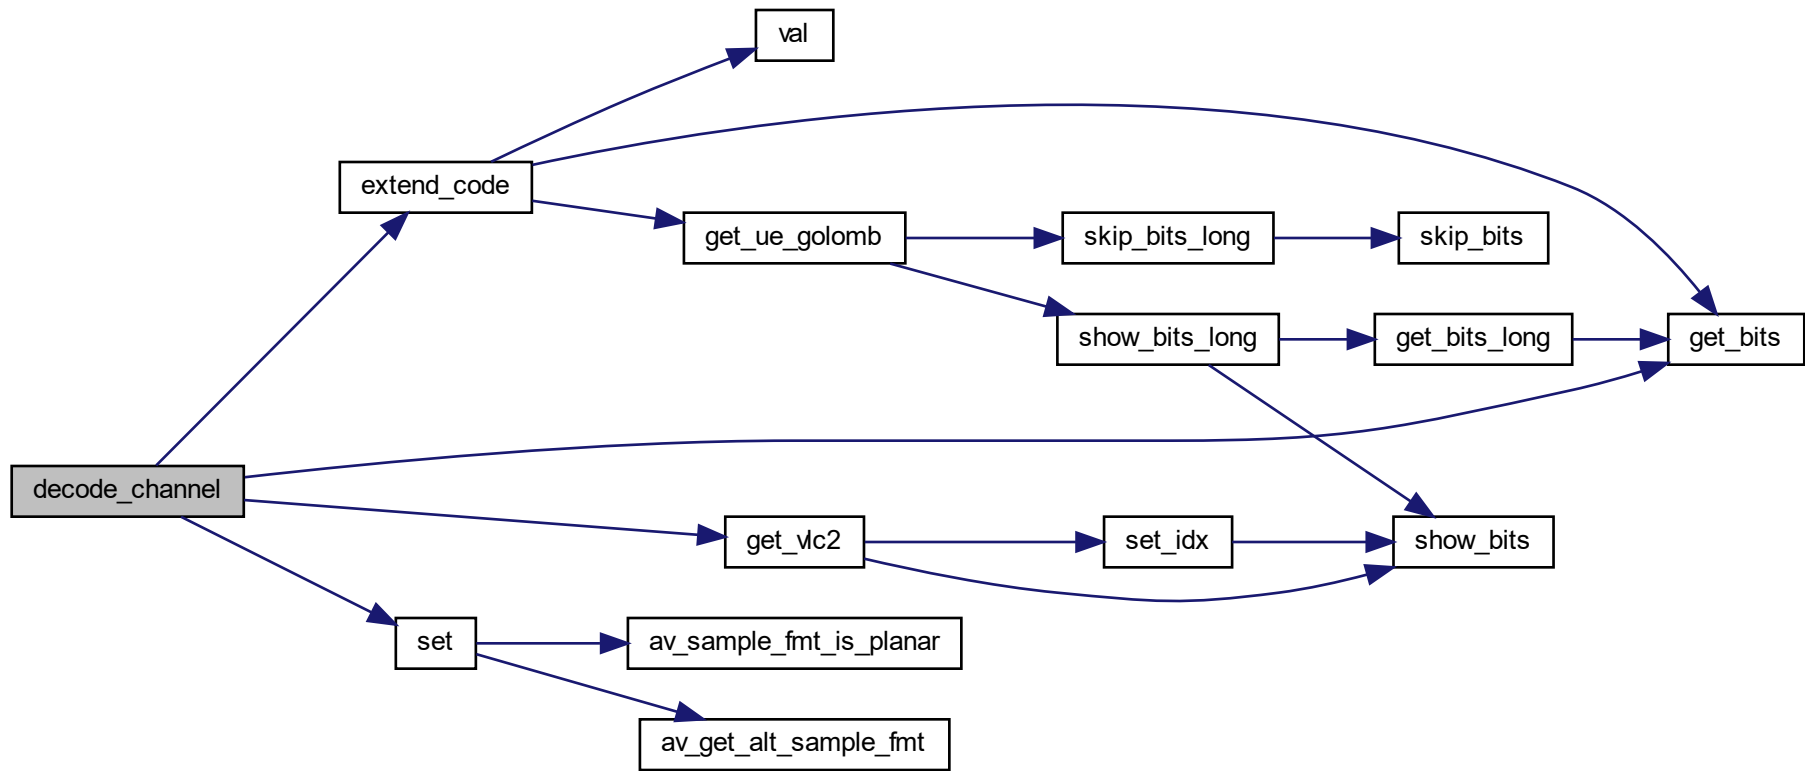 val
extend_code
get_ue_golomb
skip_bits_long
skip_bits
show_bits_long
get_bits_long
get_bits
decode_channel
get_vlc2
set_idx
show_bits
set
av_sample_fmt_is_planar
av_get_alt_sample_fmt